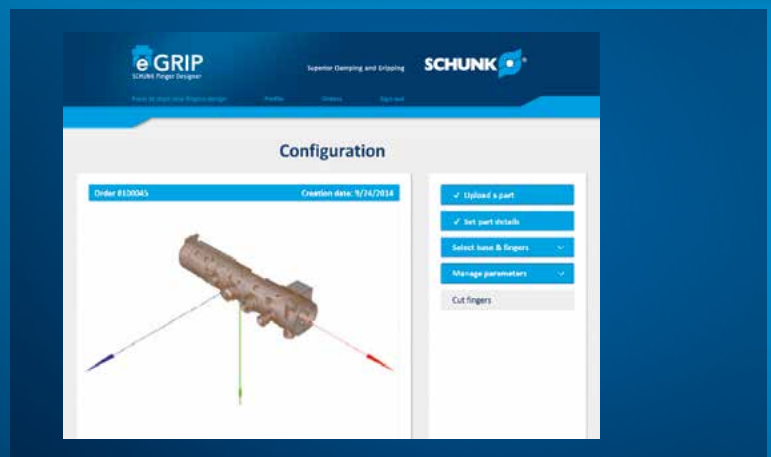 eGRIP
SCHUNK Finger Designer
Superior Clamping and Gripping
SCHUNK
Profile
Orders
Sign out
Configuration
Order #100045
Creation date: 9/24/2014
✓ Upload a part
✓ Set part details
Select base & fingers
Manage parameters
Cut fingers